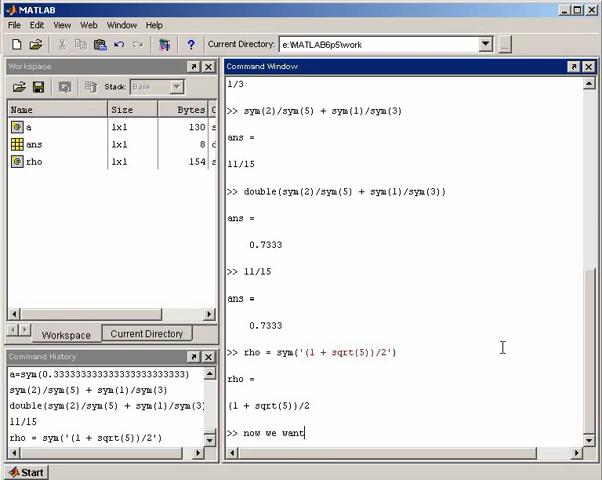 MATLAB
File Edit View Web Window Help
Current Directory: e:\MATLAB6p5\work
...
Workspace
Stack: Base
Name Size Bytes
a 1x1 130 s
ans 1x1 8 d
rho 1x1 154 s
Workspace Current Directory
Command History
a=sym(0.3333333333333333333333)
sym(2)/sym(5) + sym(1)/sym(3)
double(sym(2)/sym(5) + sym(1)/sym(3)
11/15
rho = sym('(1 + sqrt(5))/2')
Command Window
1/3
>> sym(2)/sym(5) + sym(1)/sym(3)
ans =
11/15
>> double(sym(2)/sym(5) + sym(1)/sym(3))
ans =
0.7333
>> 11/15
ans =
0.7333
>> rho = sym('(1 + sqrt(5))/2')
rho =
(1 + sqrt(5))/2
>> now we want
Start